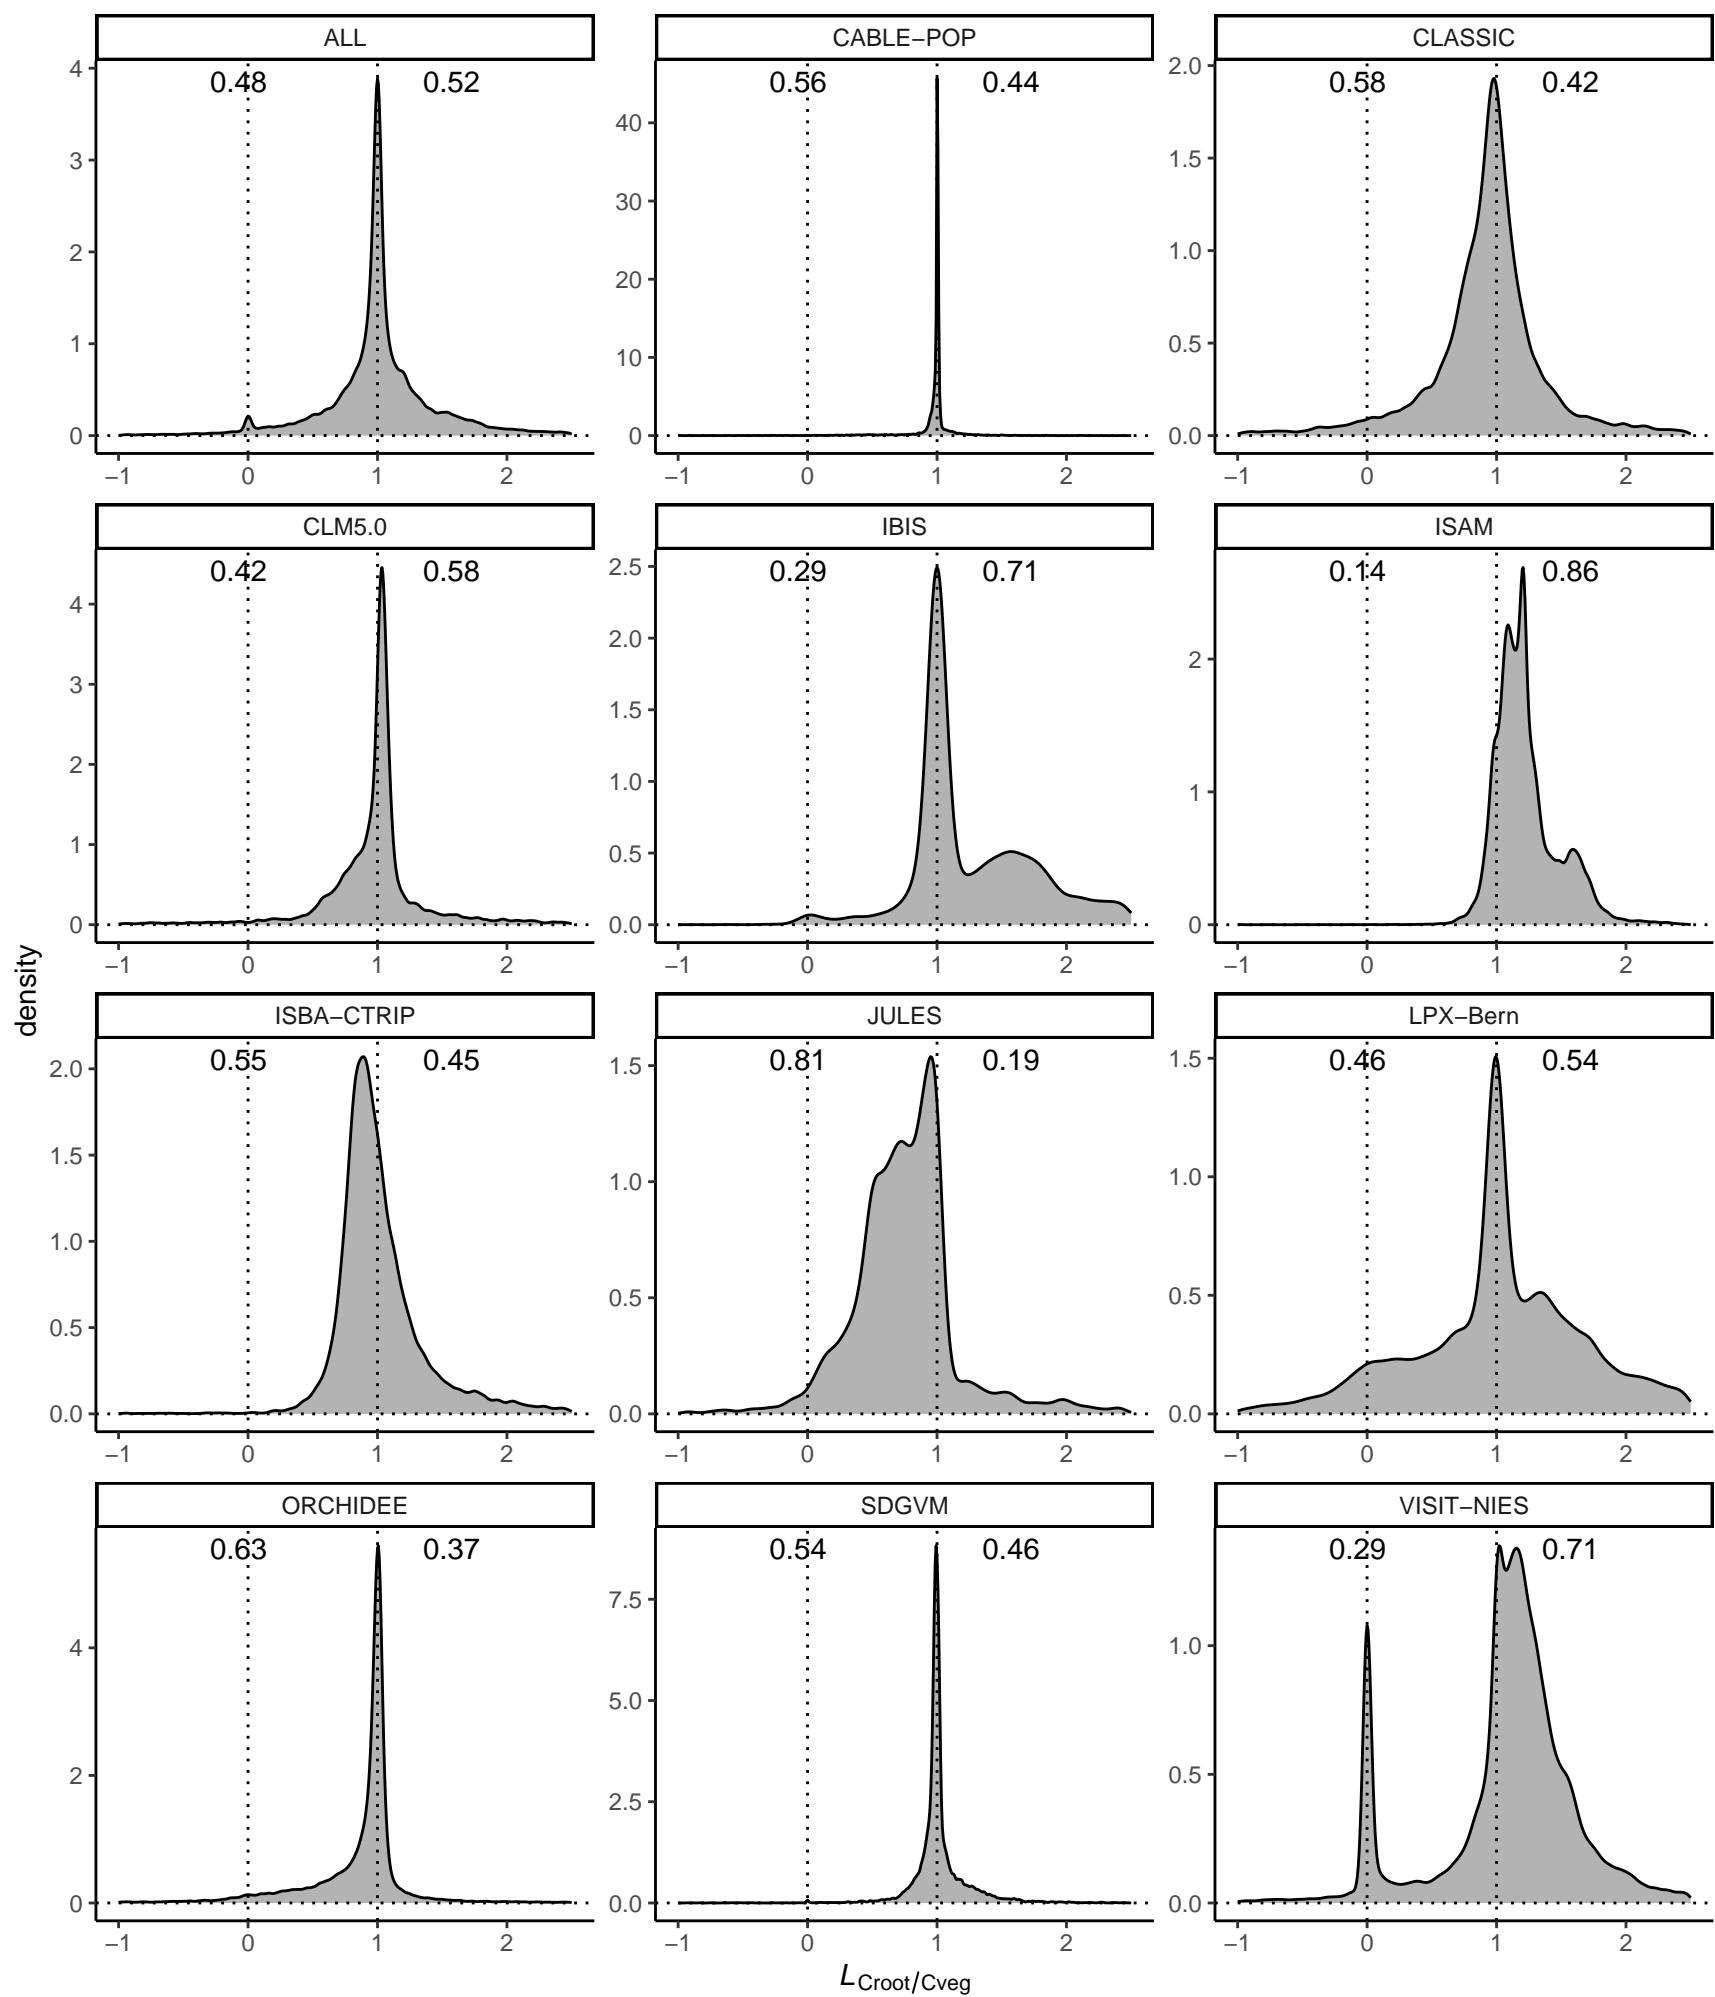 ALL
0.48 0.52
4
3
2
1
0
−1 0 1 2
CABLE−POP
0.56 0.44
40
30
20
10
0
−1 0 1 2
CLASSIC
0.58 0.42
2.0
1.5
1.0
0.5
0.0
−1 0 1 2
CLM5.0
0.42 0.58
4
3
2
1
0
−1 0 1 2
IBIS
0.29 0.71
2.5
2.0
1.5
1.0
0.5
0.0
−1 0 1 2
ISAM
0.14 0.86
2
1
0
−1 0 1 2
density
ISBA−CTRIP
0.55 0.45
2.0
1.5
1.0
0.5
0.0
−1 0 1 2
JULES
0.81 0.19
1.5
1.0
0.5
0.0
−1 0 1 2
LPX−Bern
0.46 0.54
1.5
1.0
0.5
0.0
−1 0 1 2
ORCHIDEE
0.63 0.37
4
2
0
−1 0 1 2
SDGVM
0.54 0.46
7.5
5.0
2.5
0.0
−1 0 1 2
VISIT−NIES
0.29 0.71
1.0
0.5
0.0
−1 0 1 2
L Croot/Cveg